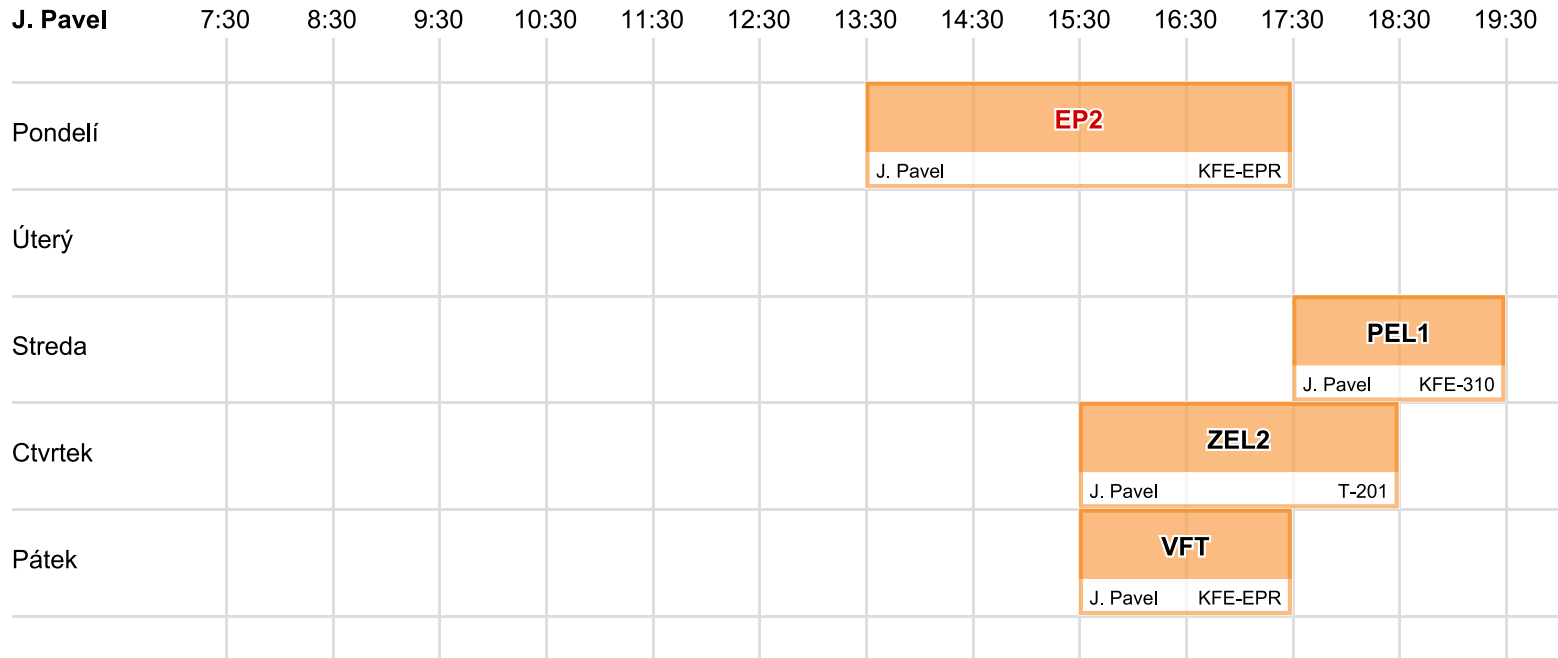 J. Pavel 7:30 8:30 9:30 10:30 11:30 12:30 13:30 14:30 15:30 16:30 17:30 18:30 19:30
Pondelí
EP2
J. Pavel KFE-EPR
Úterý
Streda
PEL1
J. Pavel KFE-310
Ctvrtek
ZEL2
J. Pavel T-201
Pátek
VFT
J. Pavel KFE-EPR